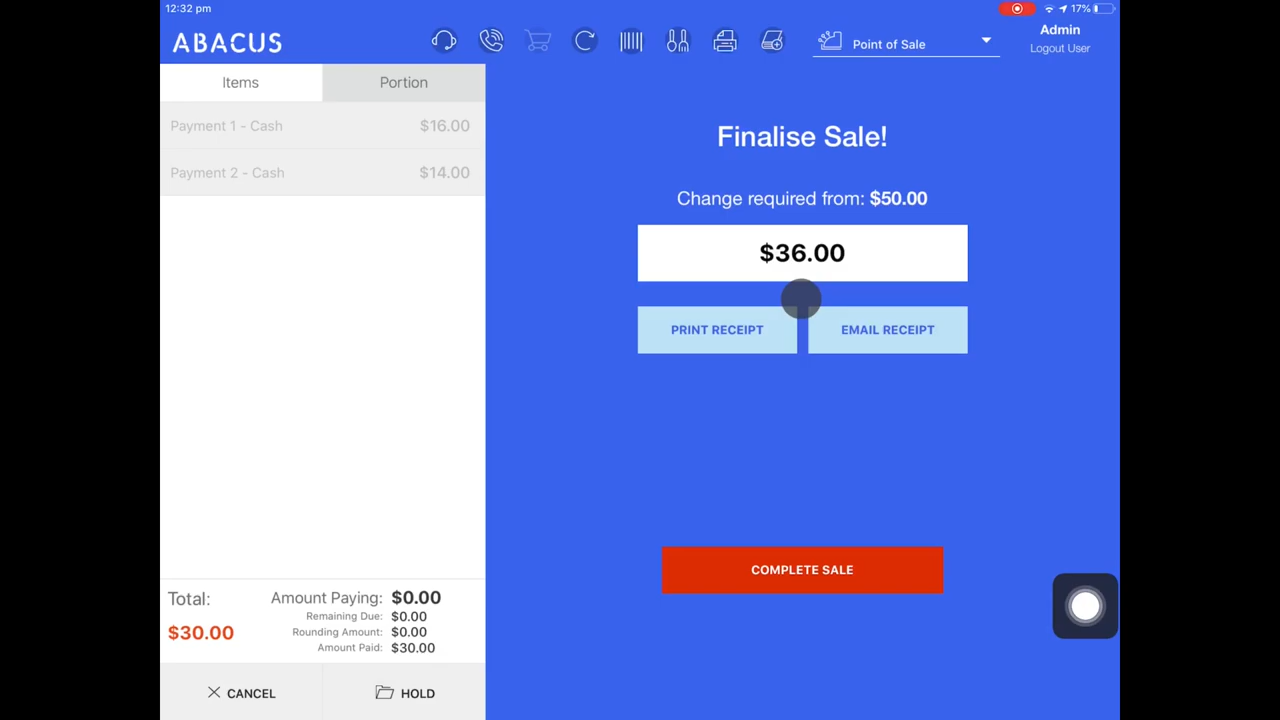 12:32 pm
17%
ABACUS
Point of Sale
Admin
Logout User
Items
Portion
Payment 1 - Cash
$16.00
Payment 2 - Cash
$14.00
Finalise Sale!
Change required from: $50.00
$36.00
PRINT RECEIPT
EMAIL RECEIPT
COMPLETE SALE
Total:
$30.00
Amount Paying: $0.00
Remaining Due: $0.00
Rounding Amount: $0.00
Amount Paid: $30.00
CANCEL
HOLD